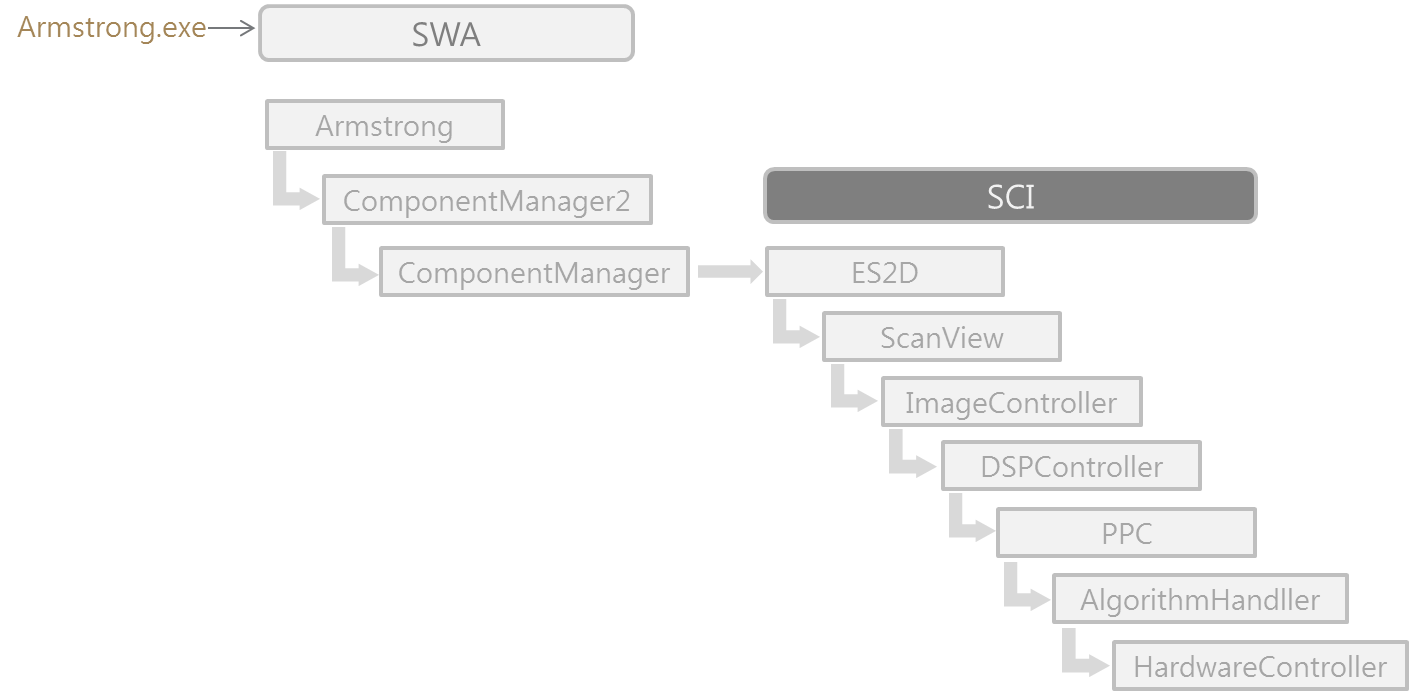 Armstrong.exe
SWA
Armstrong
ComponentManager2
SCI
ComponentManager
ES2D
ScanView
ImageController
DSPController
PPC
AlgorithmHandller
HardwareController